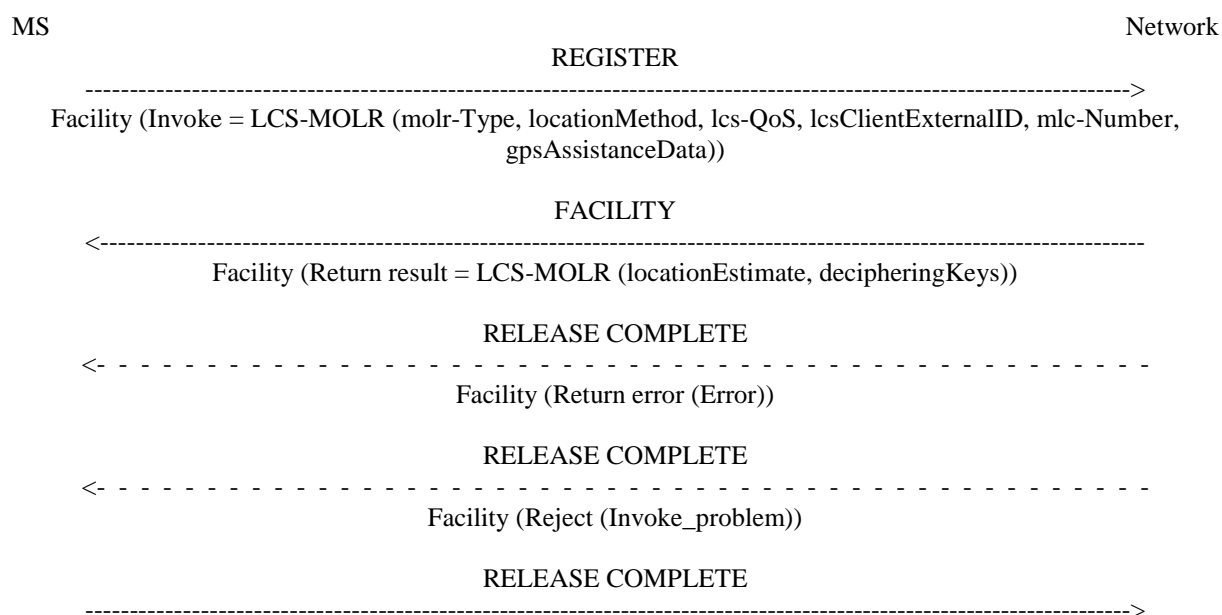 MS Network
REGISTER
------------------------------------------------------------------------------------------------------------------------>
Facility (Invoke = LCS-MOLR (molr-Type, locationMethod, lcs-QoS, lcsClientExternalID, mlc-Number,
gpsAssistanceData))
FACILITY
<------------------------------------------------------------------------------------------------------------------------
Facility (Return result = LCS-MOLR (locationEstimate, decipheringKeys))
RELEASE COMPLETE
<- - - - - - - - - - - - - - - - - - - - - - - - - - - - - - - - - - - - - - - - - - - - - - - - - - - - - - - - - -
Facility (Return error (Error))
RELEASE COMPLETE
<- - - - - - - - - - - - - - - - - - - - - - - - - - - - - - - - - - - - - - - - - - - - - - - - - - - - - - - - - -
Facility (Reject (Invoke_problem))
RELEASE COMPLETE
------------------------------------------------------------------------------------------------------------------------>